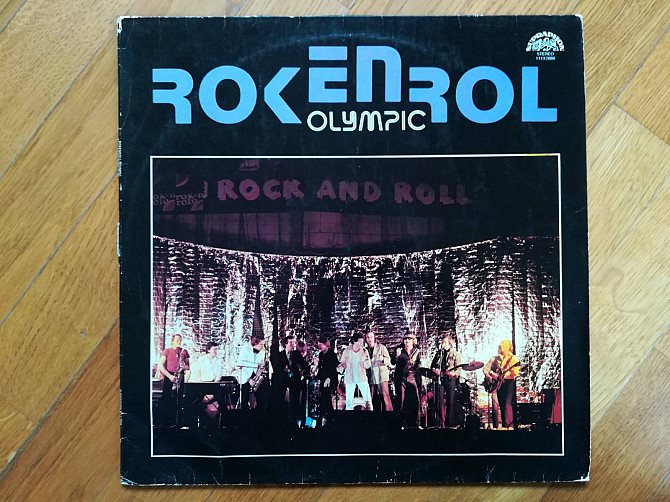 SUPRAPHON
STEREO
ROKENROL
OLYMPIC
ROCK AND ROLL